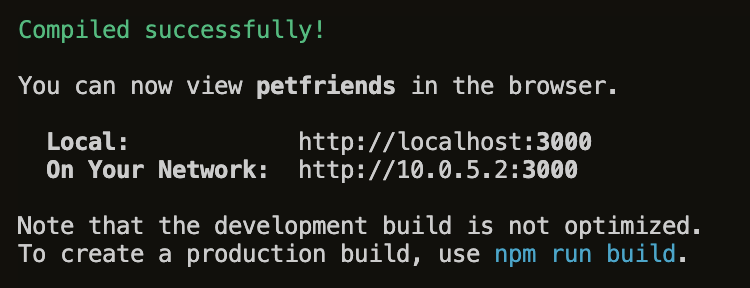 Compiled successfully!
You can now view petfriends in the browser.
Local: http://localhost:3000
On Your Network: http://10.0.5.2:3000
Note that the development build is not optimized.
To create a production build, use npm run build.